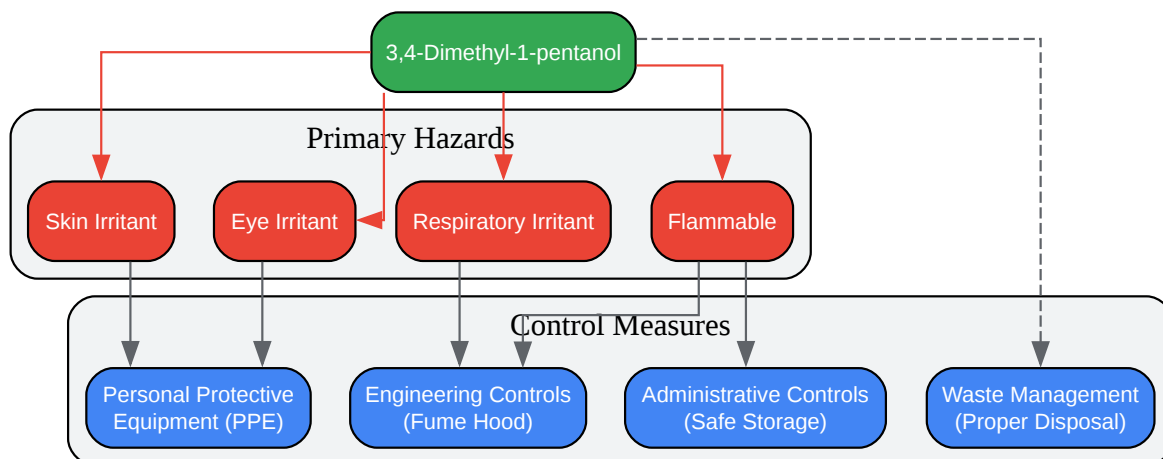 3,4-Dimethyl-1-pentanol
Primary Hazards
Skin Irritant
Eye Irritant
Respiratory Irritant
Flammable
Control Measures
Personal Protective
Equipment (PPE)
Engineering Controls
(Fume Hood)
Administrative Controls
(Safe Storage)
Waste Management
(Proper Disposal)